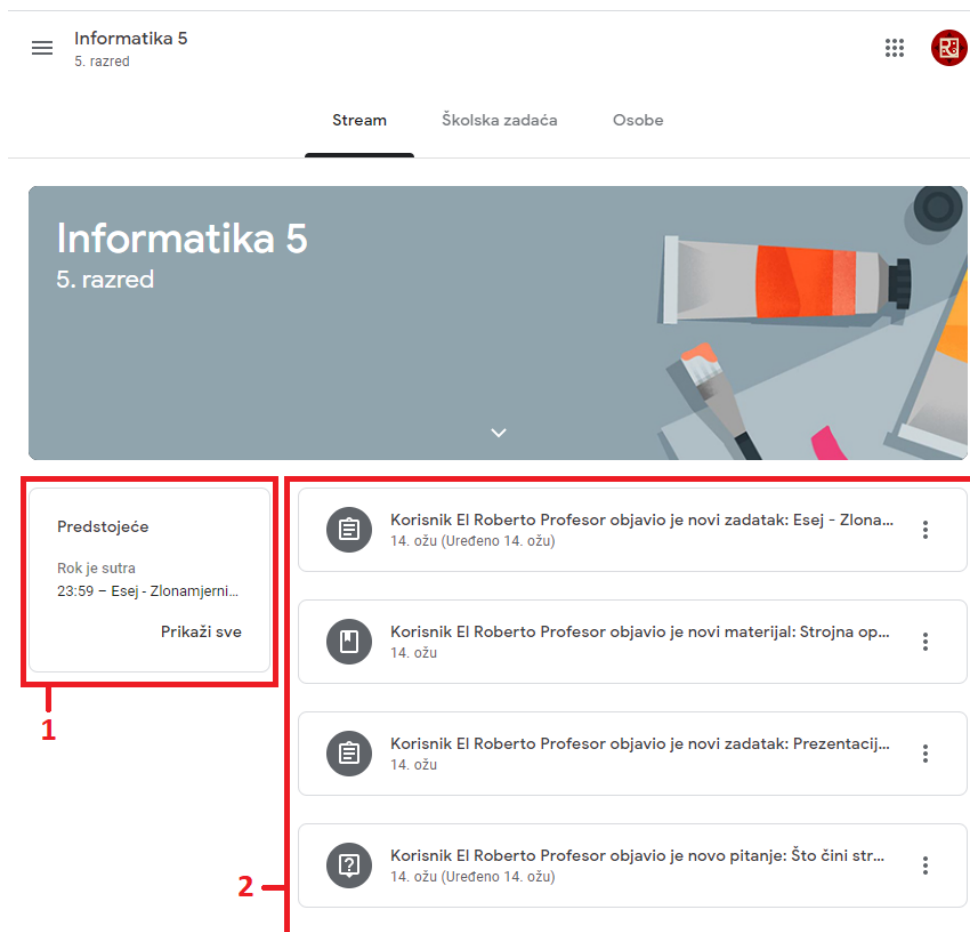 Informatika 5
5. razred
Stream Školska zadaća Osobe
Informatika 5
5. razred
Predstojeće
Rok je sutra
23:59 – Esej - Zlonamjerni...
Prikaži sve
1
Korisnik El Roberto Profesor objavio je novi zadatak: Esej - Zlona...
14. ožu (Uređeno 14. ožu)
Korisnik El Roberto Profesor objavio je novi materijal: Strojna op...
14. ožu
Korisnik El Roberto Profesor objavio je novi zadatak: Prezentacij...
14. ožu
Korisnik El Roberto Profesor objavio je novo pitanje: Što čini str...
14. ožu (Uređeno 14. ožu)
2